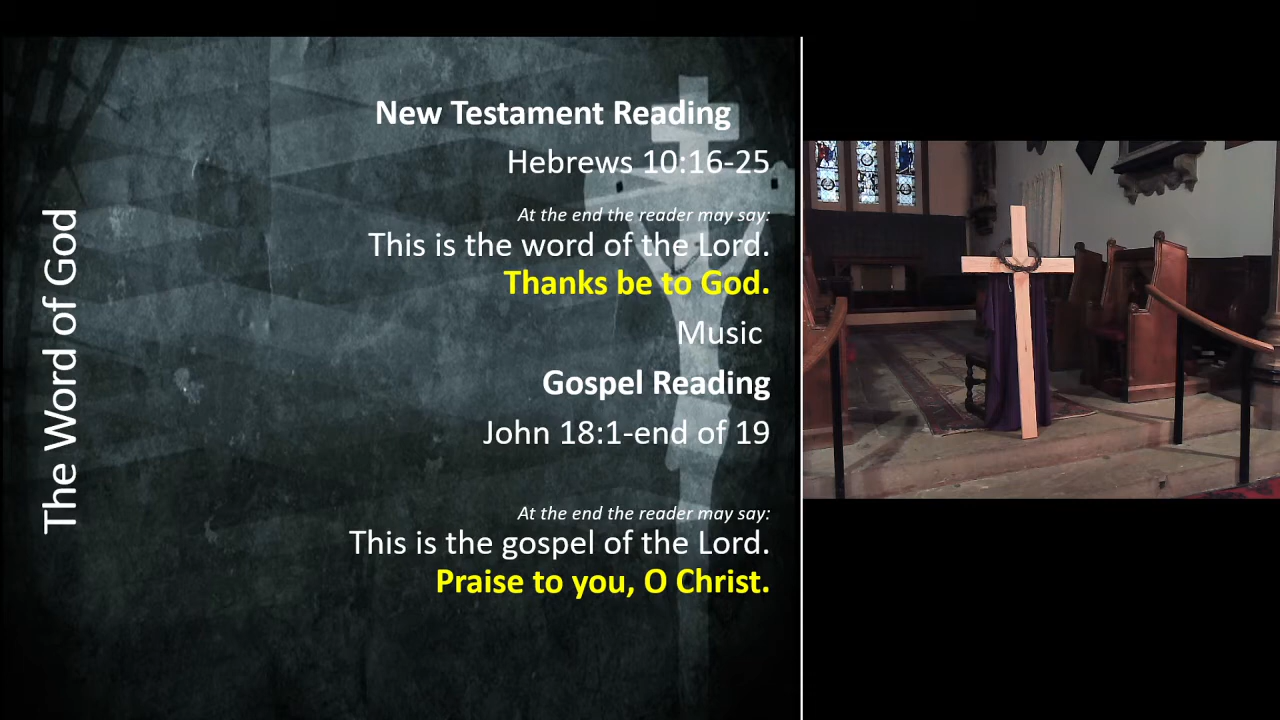 The Word of God
New Testament Reading
Hebrews 10:16-25
At the end the reader may say:
This is the word of the Lord.
Thanks be to God.
Music
Gospel Reading
John 18:1-end of 19
At the end the reader may say:
This is the gospel of the Lord.
Praise to you, O Christ.